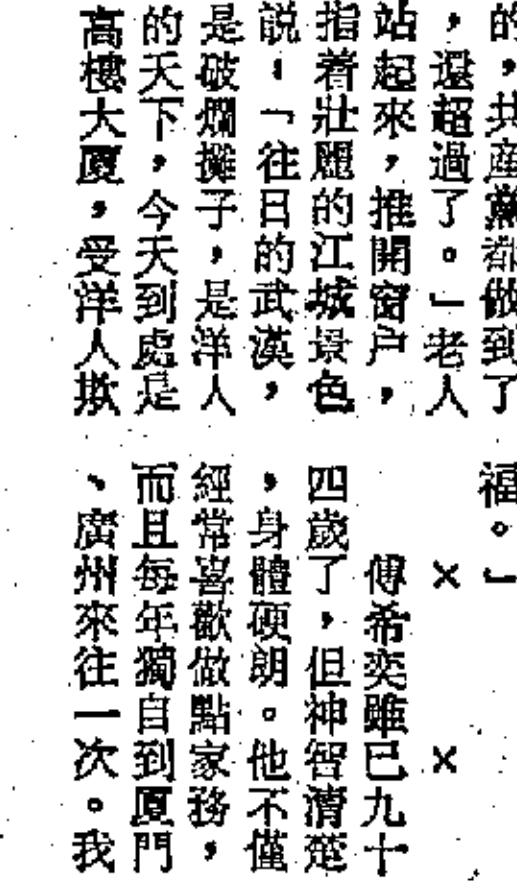 的，共産黨都做到了
，還超過了。」老人
站起來，推開窗户，
指着壯麗的江城景色
説：「往日的武漢，
是破爛攤子，是洋人
的天下，今天到處是
高樓大厦，受洋人欺
福。」
× ×
傅希奕雖已九十
四歲了，但神智清楚
，身體硬朗。他不僅
經常喜歡做點家務，
而且每年獨自到厦門
、廣州來往一次。我